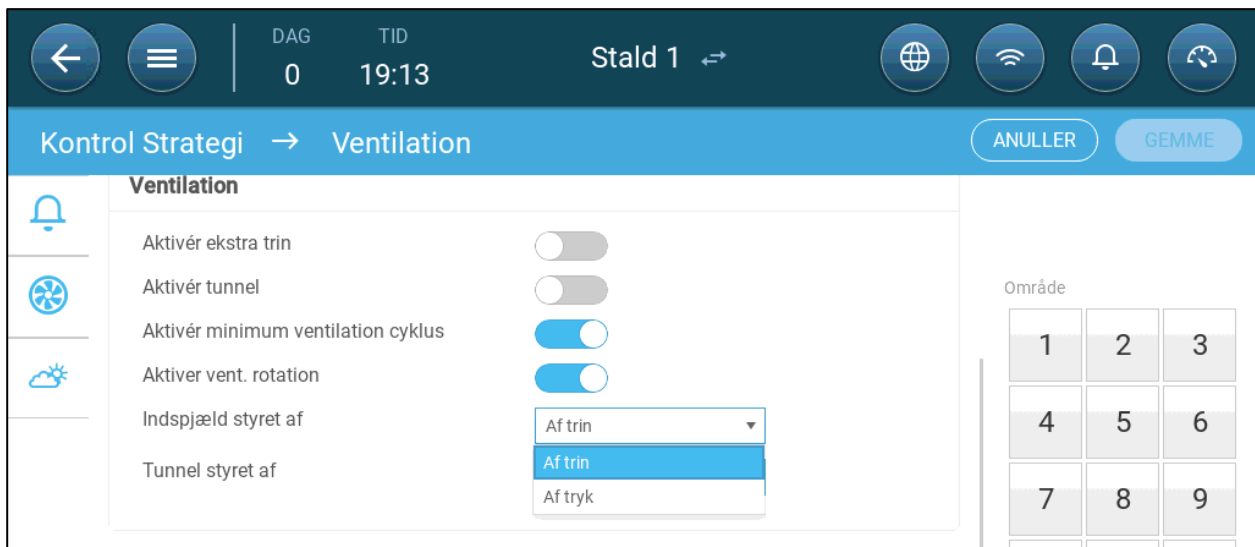 DAG TID
0 19:13 Stald 1
Kontrol Strategi → Ventilation ANULLER GEMME
Ventilation
Aktivér ekstra trin
Aktivér tunnel
Område
Aktivér minimum ventilation cyklus
1 2 3
Aktiver vent. rotation
Indspjæld styret af Af trin
4 5 6
Af trin
Tunnel styret af
Af tryk
7 8 9